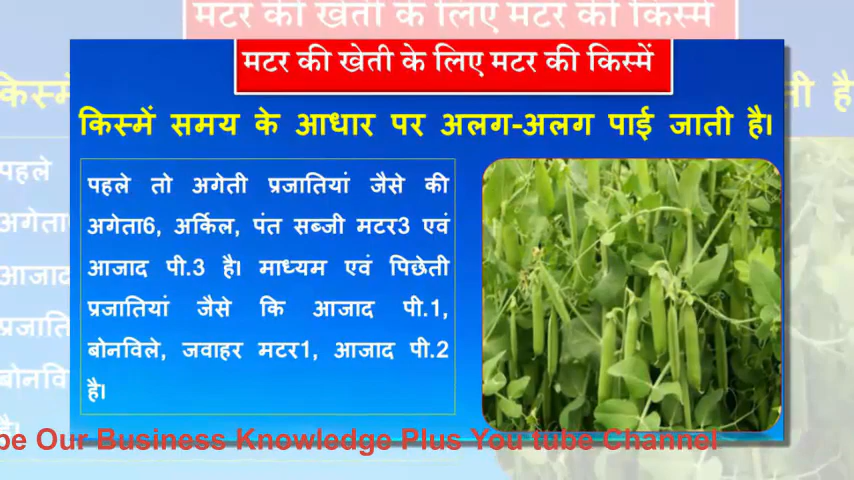 मटर की खेती के लिए मटर की किस्में
किस्में समय के आधार पर अलग-अलग पाई जाती है।
पहले तो अगेती प्रजातियां जैसे की
अगेता6, अर्किल, पंत सब्जी मटर3 एवं
आजाद पी.3 है। माध्यम एवं पिछेती
प्रजातियां जैसे कि आजाद पी.1,
बोनविले, जवाहर मटर1, आजाद पी.2
है।
be Our Business Knowledge Plus You tube Channel